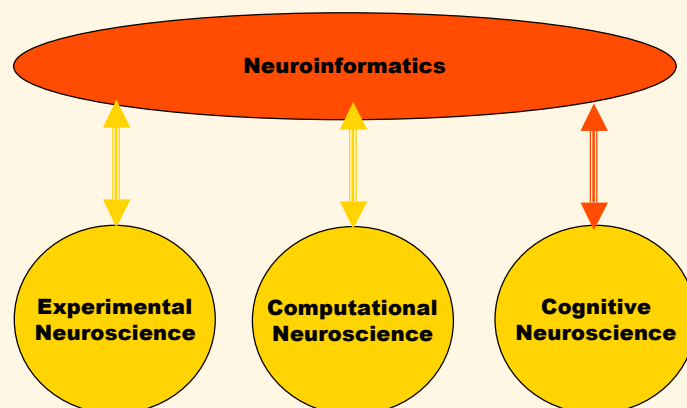 Neuroinformatics
Experimental
Neuroscience
Computational
Neuroscience
Cognitive
Neuroscience